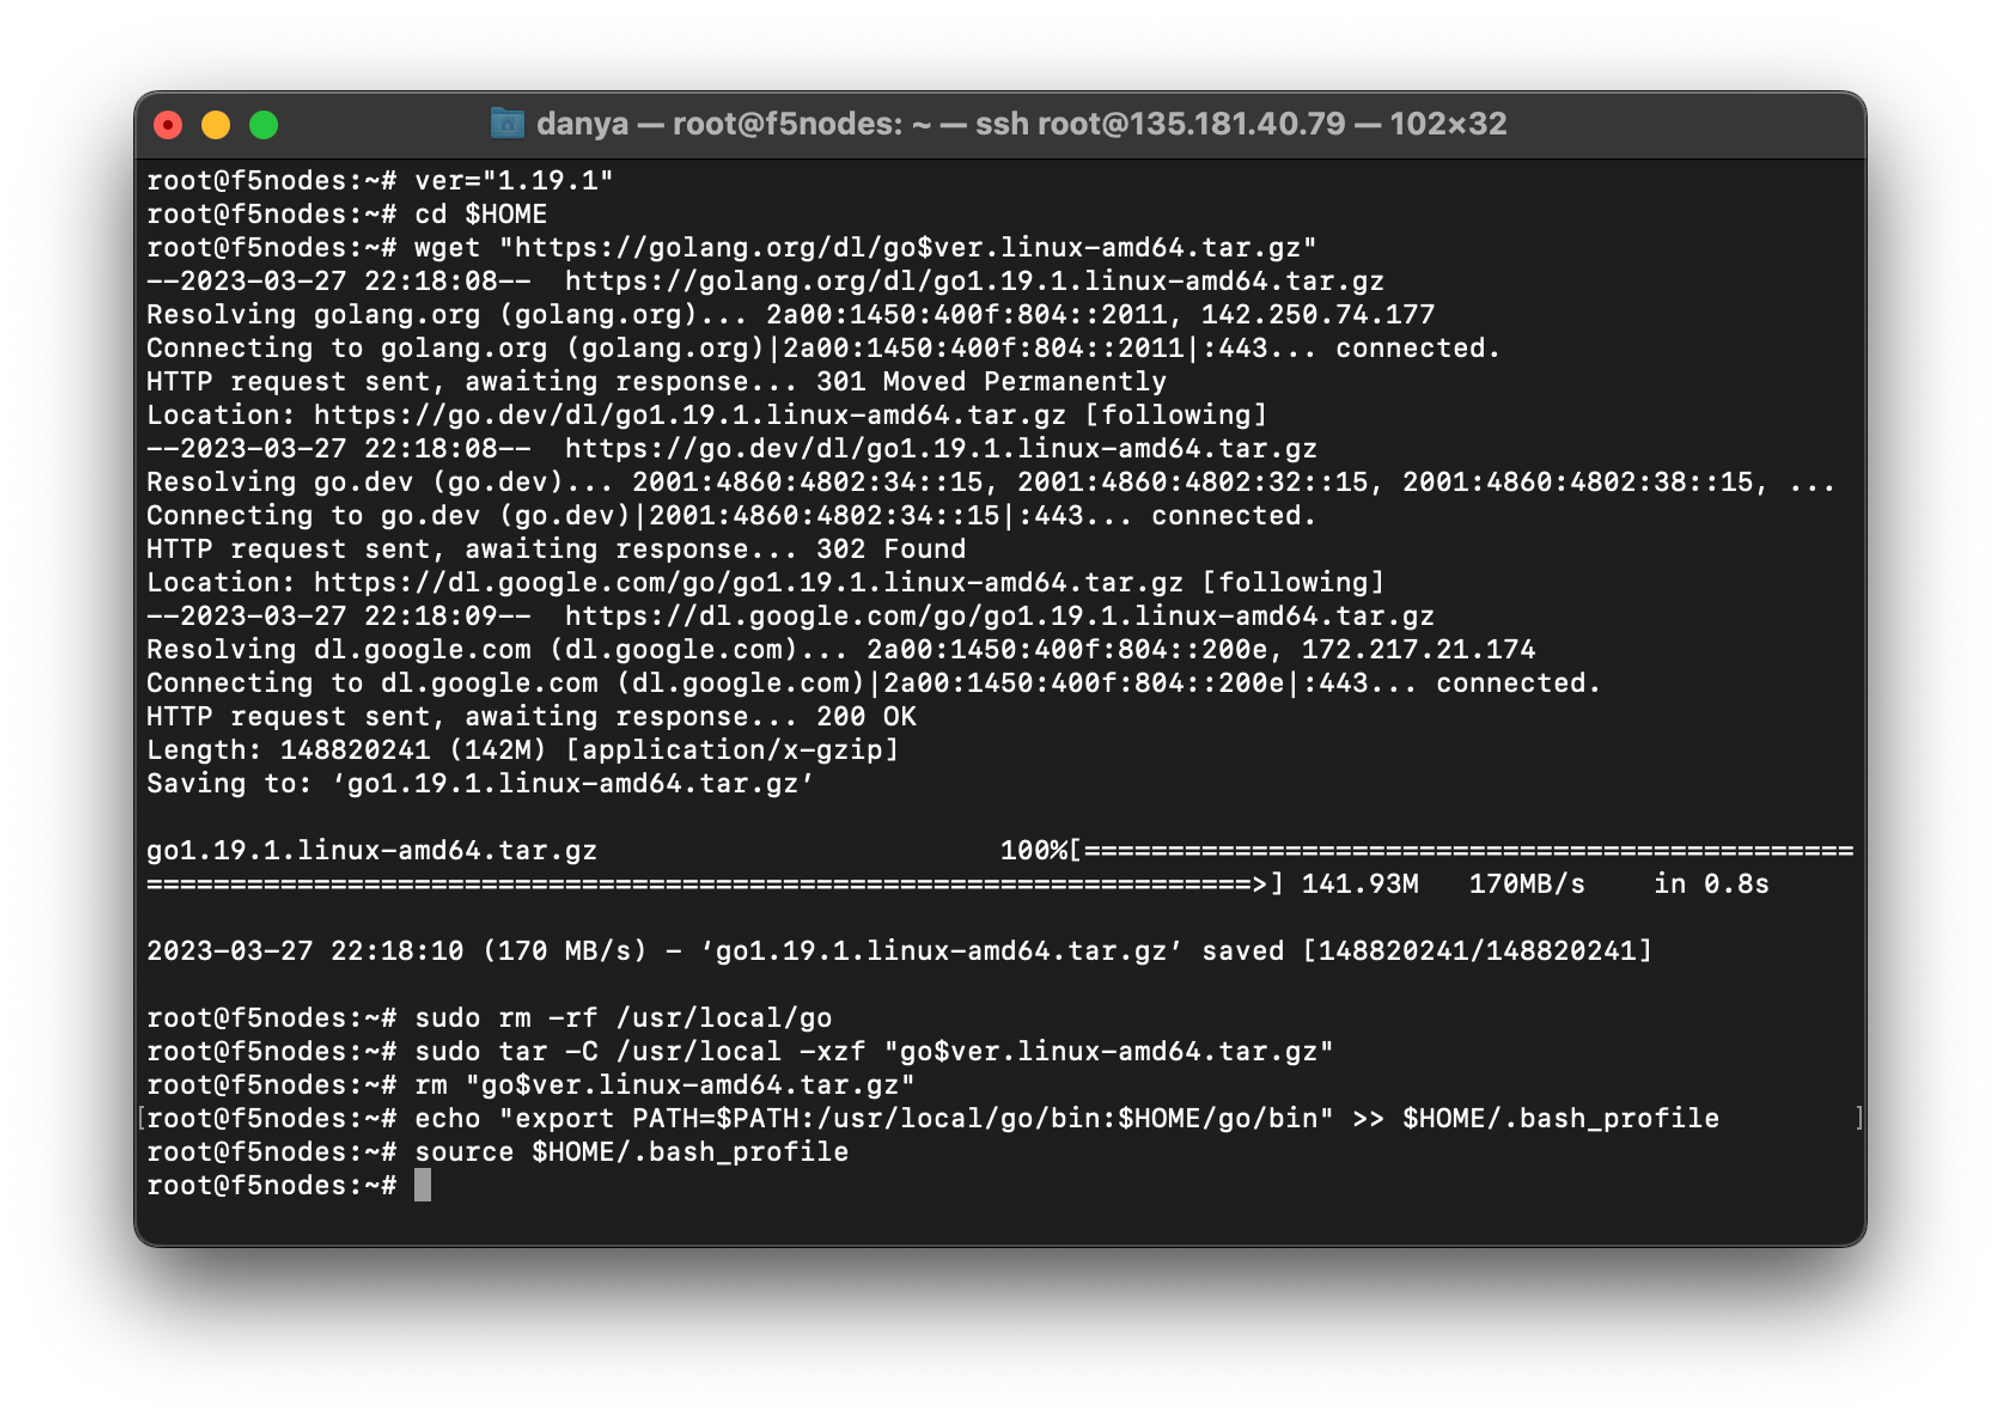 danya — root@f5nodes: ~ — ssh root@135.181.40.79 — 102×32
root@f5nodes:~# ver="1.19.1"
root@f5nodes:~# cd $HOME
root@f5nodes:~# wget "https://golang.org/dl/go$ver.linux-amd64.tar.gz"
--2023-03-27 22:18:08--  https://golang.org/dl/go1.19.1.linux-amd64.tar.gz
Resolving golang.org (golang.org)... 2a00:1450:400f:804::2011, 142.250.74.177
Connecting to golang.org (golang.org)|2a00:1450:400f:804::2011|:443... connected.
HTTP request sent, awaiting response... 301 Moved Permanently
Location: https://go.dev/dl/go1.19.1.linux-amd64.tar.gz [following]
--2023-03-27 22:18:08--  https://go.dev/dl/go1.19.1.linux-amd64.tar.gz
Resolving go.dev (go.dev)... 2001:4860:4802:34::15, 2001:4860:4802:32::15, 2001:4860:4802:38::15, ...
Connecting to go.dev (go.dev)|2001:4860:4802:34::15|:443... connected.
HTTP request sent, awaiting response... 302 Found
Location: https://dl.google.com/go/go1.19.1.linux-amd64.tar.gz [following]
--2023-03-27 22:18:09--  https://dl.google.com/go/go1.19.1.linux-amd64.tar.gz
Resolving dl.google.com (dl.google.com)... 2a00:1450:400f:804::200e, 172.217.21.174
Connecting to dl.google.com (dl.google.com)|2a00:1450:400f:804::200e|:443... connected.
HTTP request sent, awaiting response... 200 OK
Length: 148820241 (142M) [application/x-gzip]
Saving to: ‘go1.19.1.linux-amd64.tar.gz’
go1.19.1.linux-amd64.tar.gz                        100%[==============================================
==================================================================>] 141.93M   170MB/s    in 0.8s
2023-03-27 22:18:10 (170 MB/s) - ‘go1.19.1.linux-amd64.tar.gz’ saved [148820241/148820241]
root@f5nodes:~# sudo rm -rf /usr/local/go
root@f5nodes:~# sudo tar -C /usr/local -xzf "go$ver.linux-amd64.tar.gz"
root@f5nodes:~# rm "go$ver.linux-amd64.tar.gz"
[root@f5nodes:~# echo "export PATH=$PATH:/usr/local/go/bin:$HOME/go/bin" >> $HOME/.bash_profile ]
root@f5nodes:~# source $HOME/.bash_profile
root@f5nodes:~#